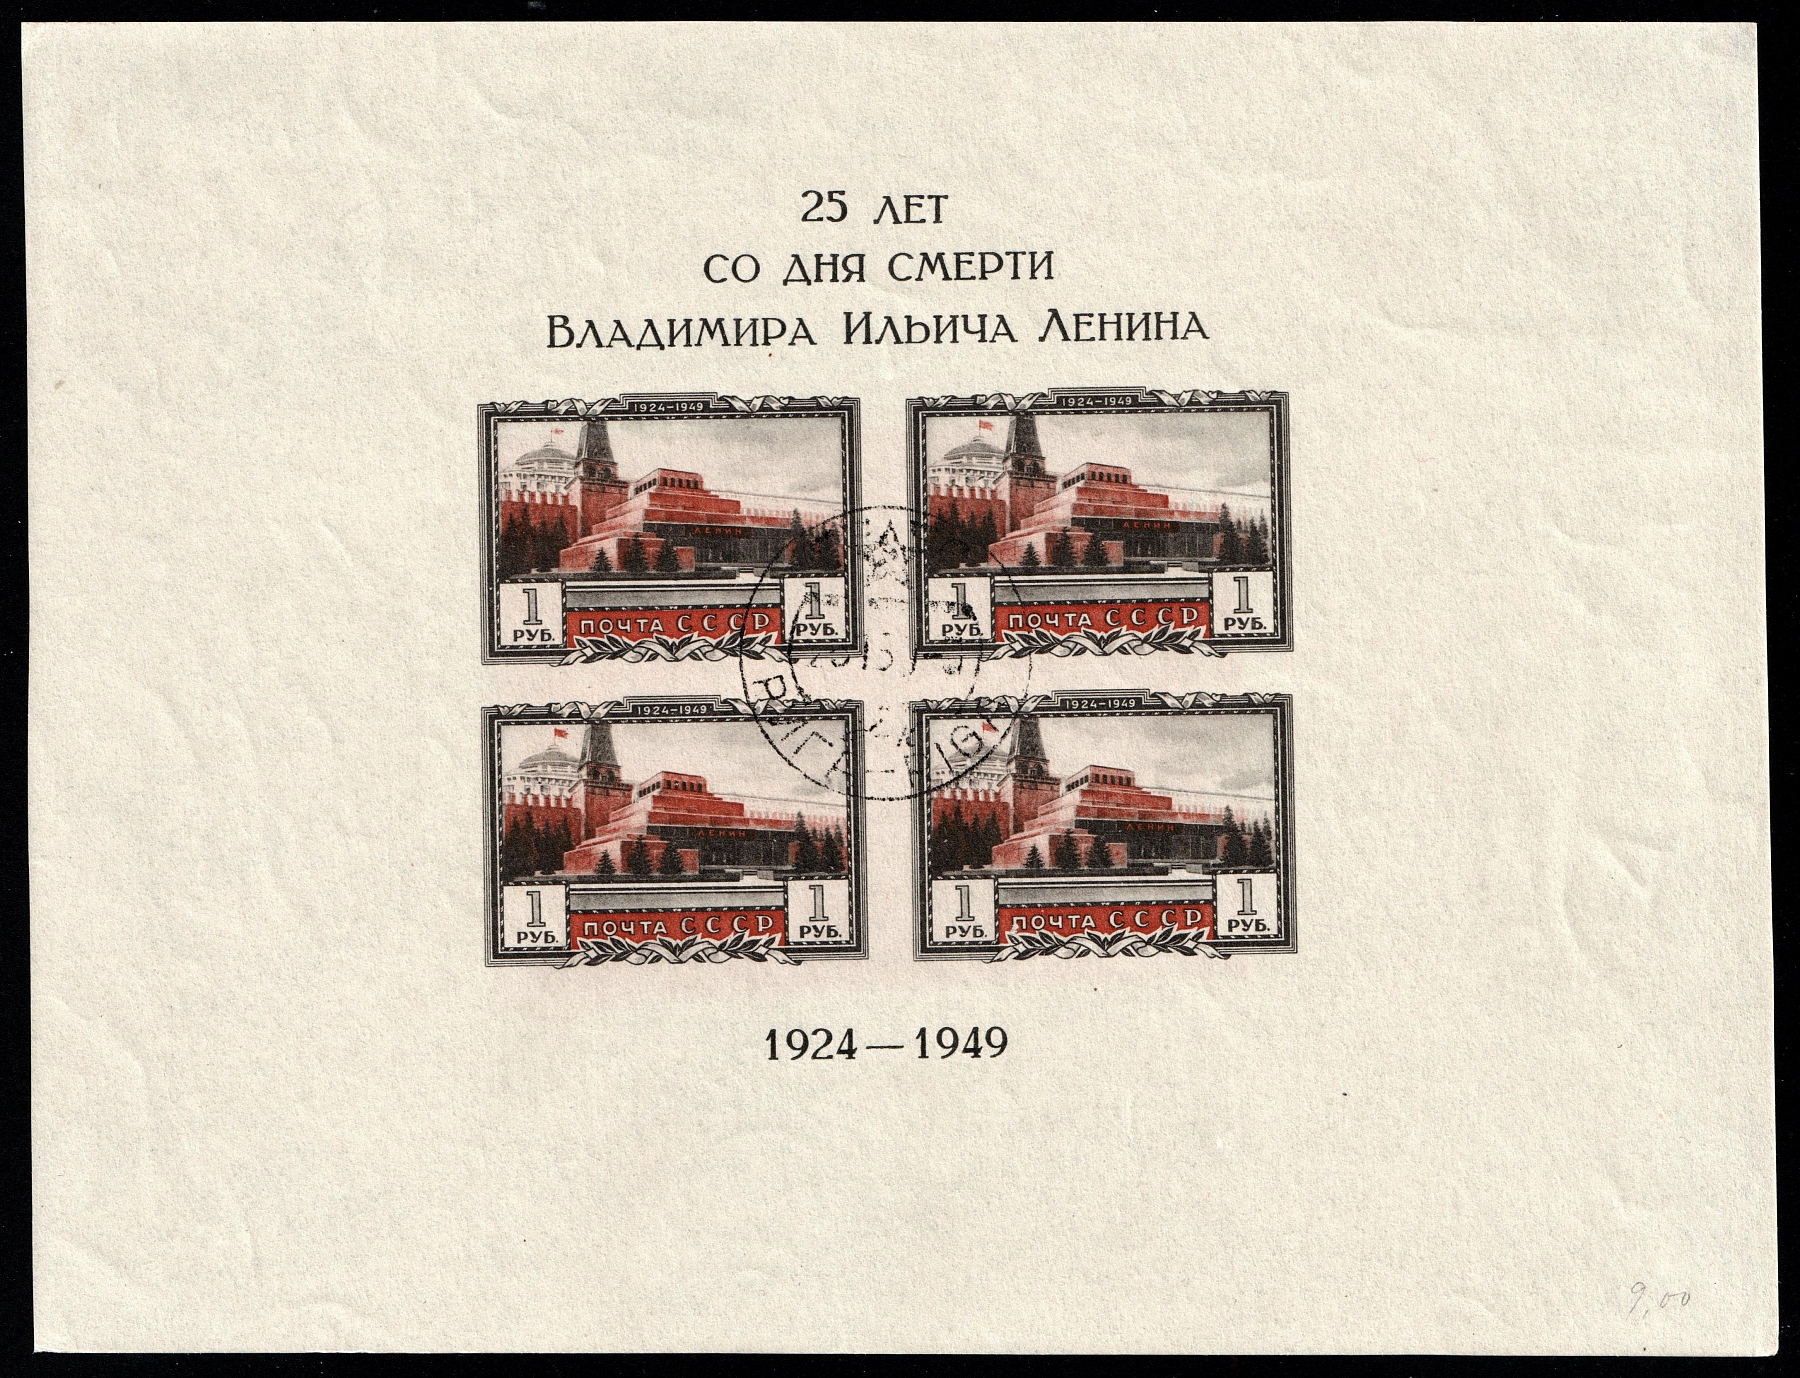 25 ЛЕТ
СО ДНЯ СМЕРТИ
ВЛАДИМИРА ИЛЬИЧА ЛЕНИНА
1924-1949
ЛЕНИН
1 РУБ.
ПОЧТА СССР
1 РУБ.
1924-1949
ЛЕНИН
1 РУБ.
ПОЧТА СССР
1 РУБ.
1924-1949
ЛЕНИН
1 РУБ.
ПОЧТА СССР
1 РУБ.
1924-1949
ЛЕНИН
1 РУБ.
ПОЧТА СССР
1 РУБ.
1924—1949
9,00